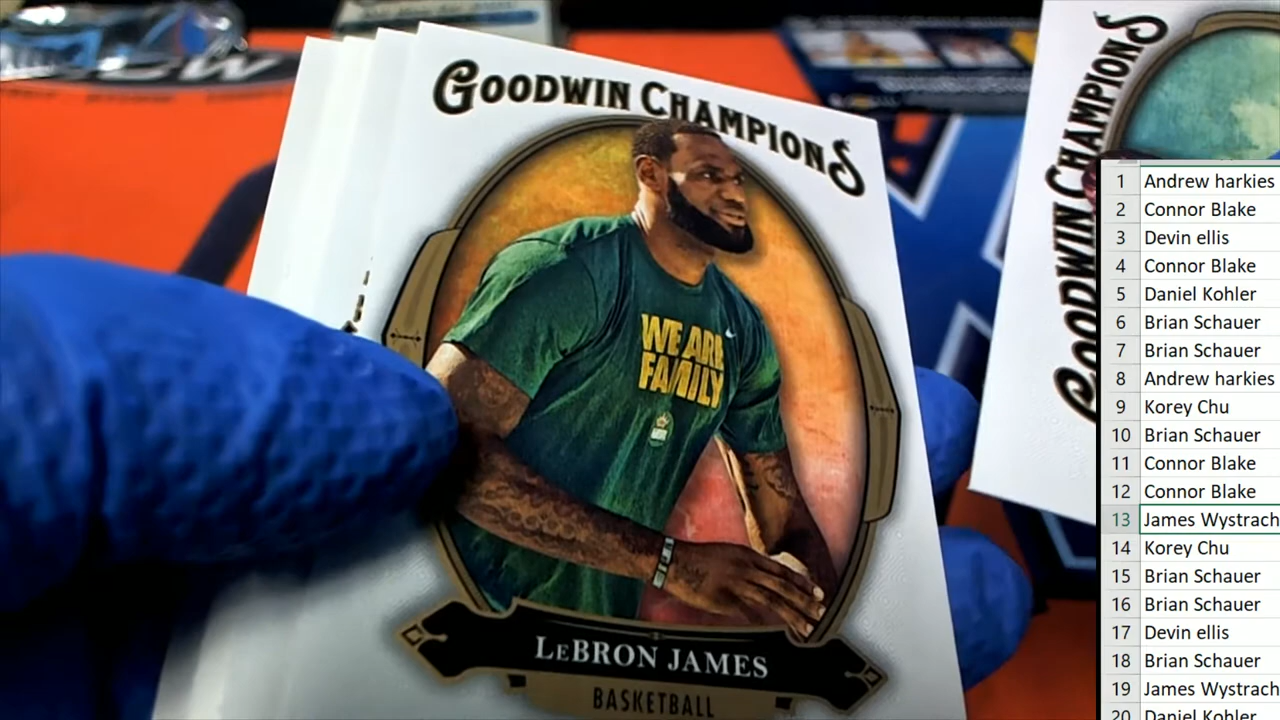 GOODWIN CHAMPIONS
WE ARE
FAMILY
LEBRON JAMES
BASKETBALL
GOODWIN CHAMPIONS
1 Andrew harkies
2 Connor Blake
3 Devin ellis
4 Connor Blake
5 Daniel Kohler
6 Brian Schauer
7 Brian Schauer
8 Andrew harkies
9 Korey Chu
10 Brian Schauer
11 Connor Blake
12 Connor Blake
13 James Wystrach
14 Korey Chu
15 Brian Schauer
16 Brian Schauer
17 Devin ellis
18 Brian Schauer
19 James Wystrach
20 Daniel Kohler